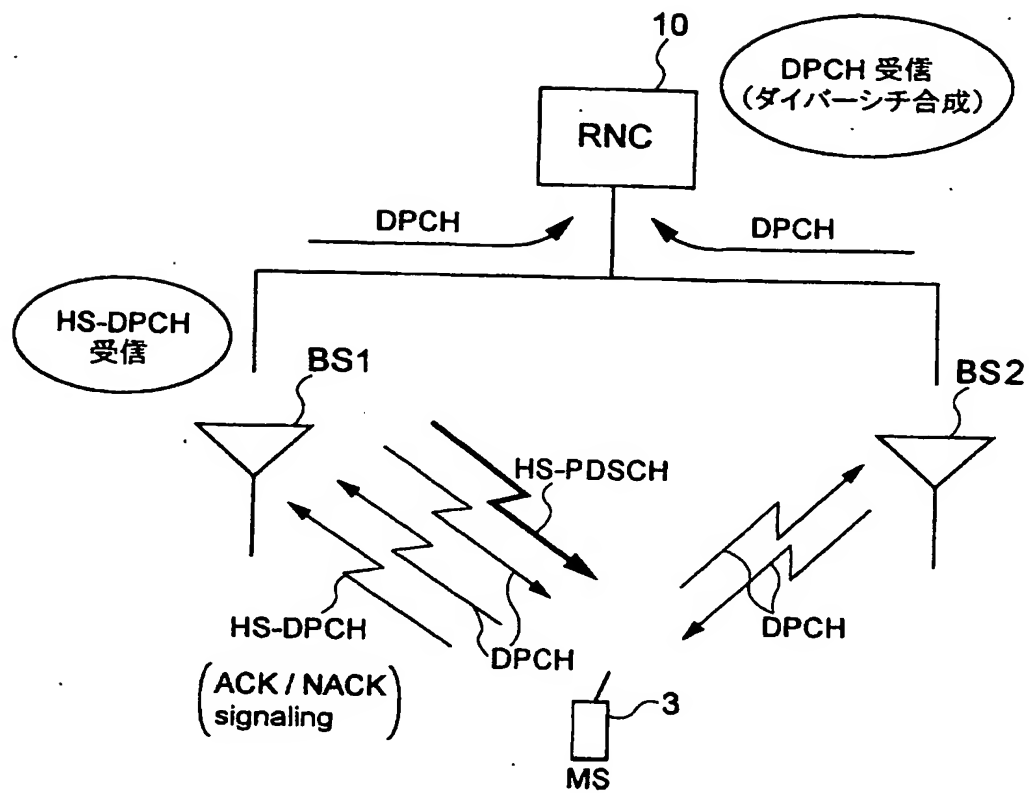 10
DPCH 受信
(ダイバーシチ合成)
RNC
DPCH
DPCH
HS-DPCH
受信
BS1
BS2
HS-PDSCH
HS-DPCH
DPCH
DPCH
(ACK / NACK
signaling)
3
MS